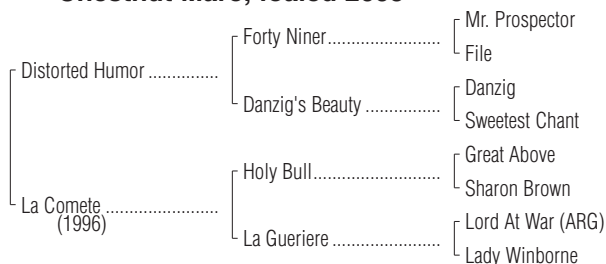 Chestnut Mare; foaled
Mr. Prospector
Forty Niner
File
Distorted Humor
Danzig
Danzig's Beauty
Sweetest Chant
Great Above
Holy Bull
Sharon Brown
La Comete
(1996)
Lord At War (ARG)
La Gueriere
Lady Winborne